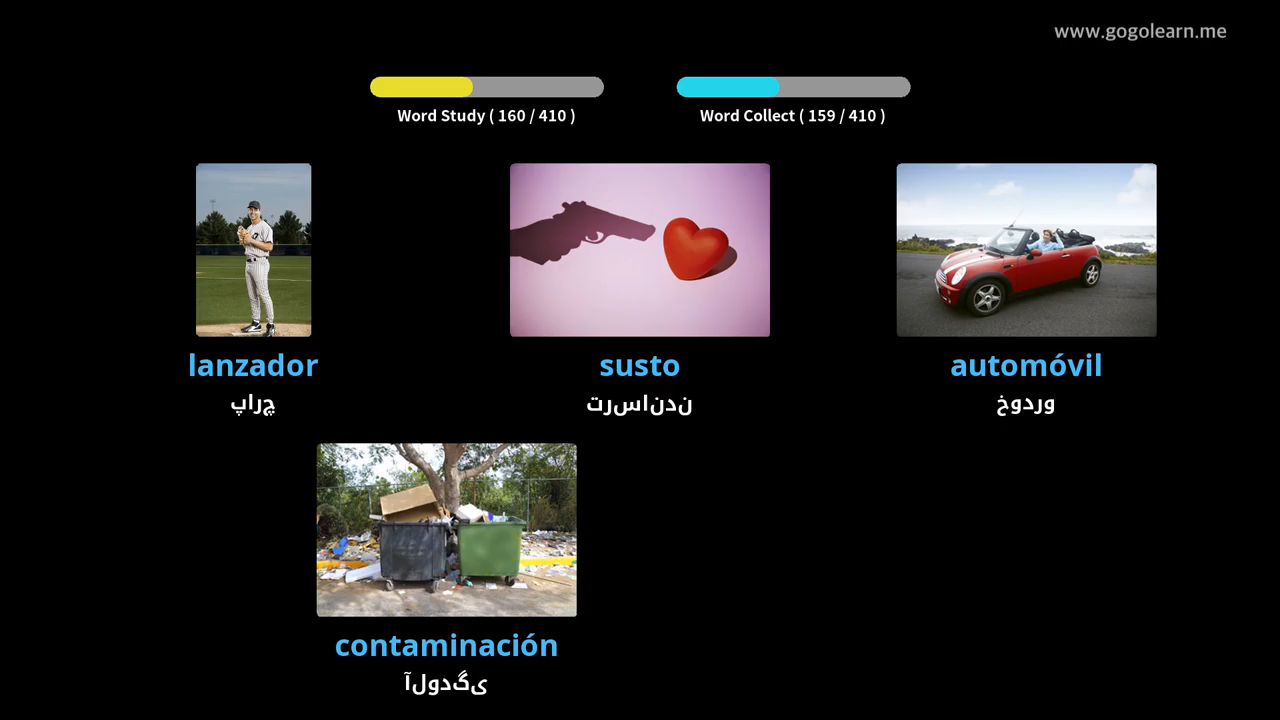 www.gogolearn.me
Word Study ( 160 / 410 )
Word Collect ( 159 / 410 )
lanzador
پارچ
susto
ترساندن
automóvil
خودرو
contaminación
آلودگی